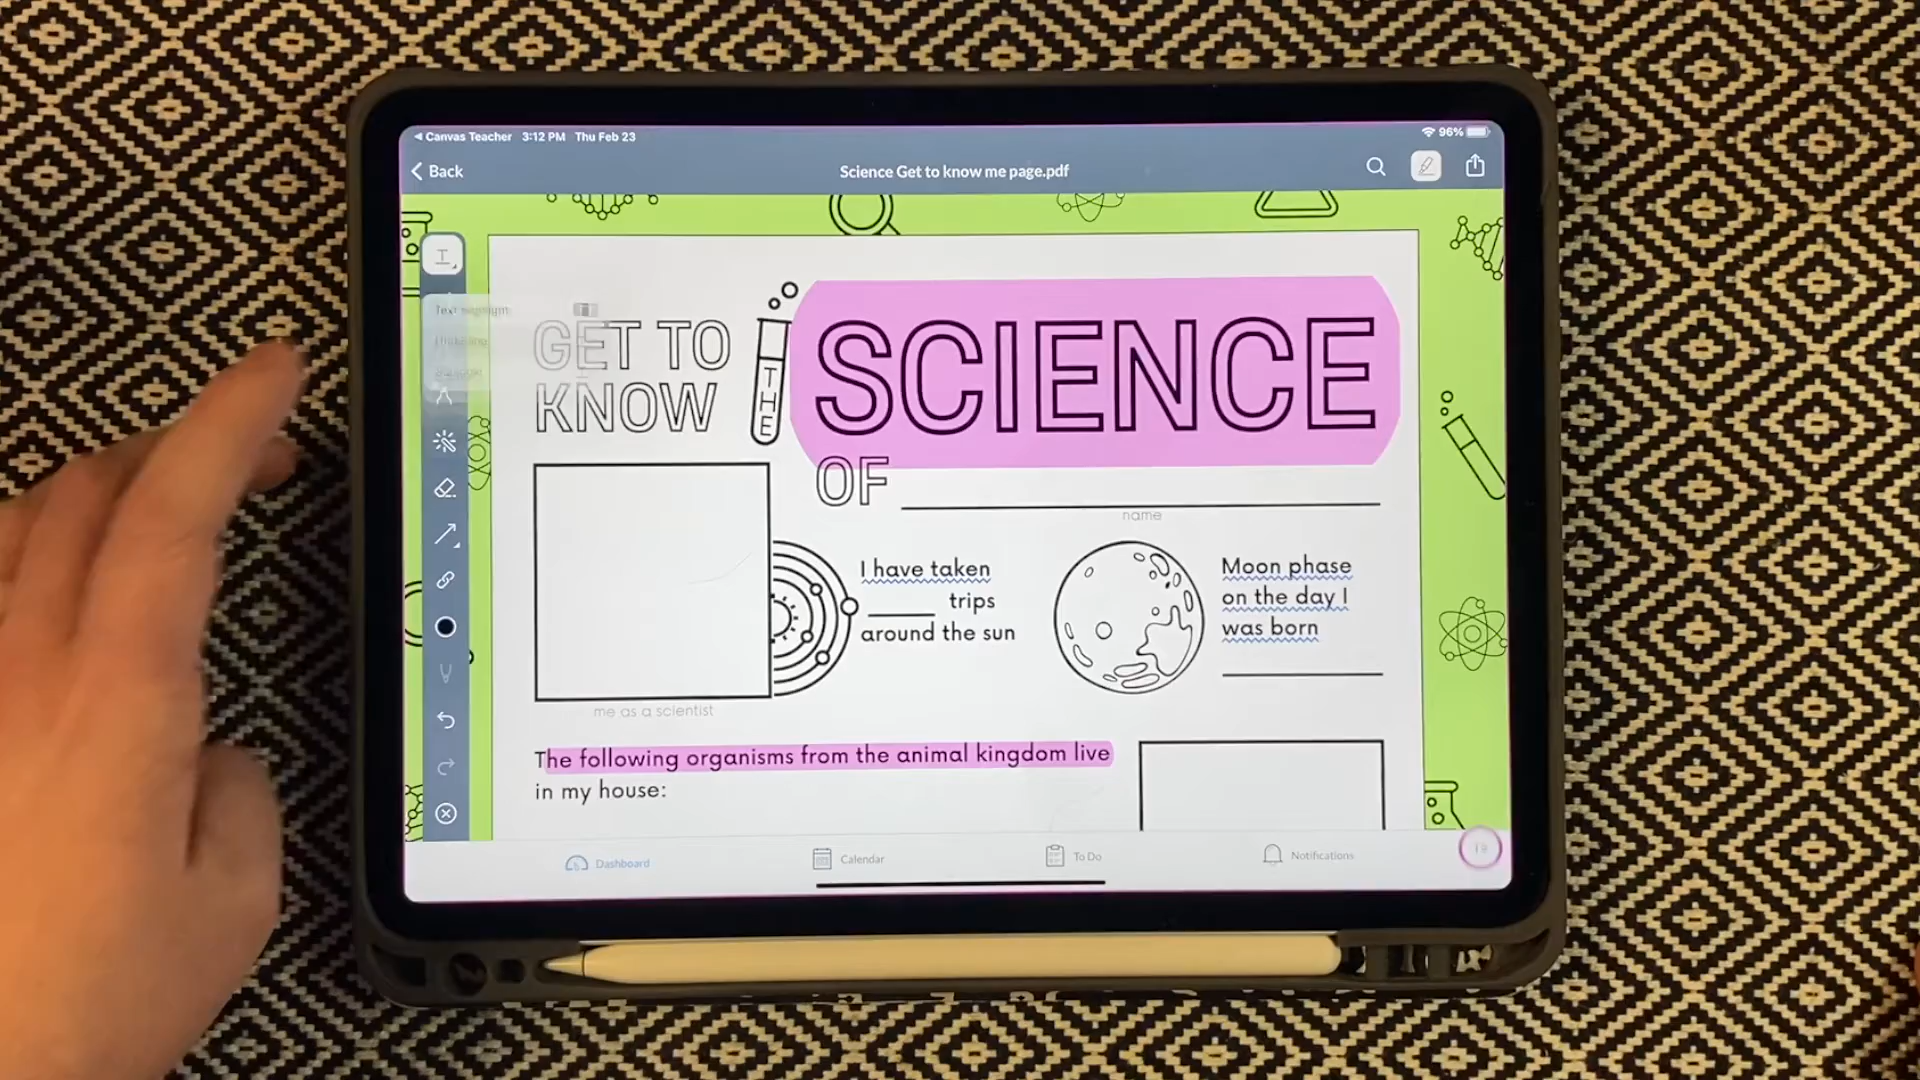 Canvas Teacher 3:12 PM Thu Feb 23
96%
Back
Science Get to know me page.pdf
GET TO
KNOW
THE
SCIENCE
OF
name
I have taken
trips
around the sun
Moon phase
on the day I
was born
me as a scientist
The following organisms from the animal kingdom live
in my house:
Dashboard
Calendar
To Do
Notifications